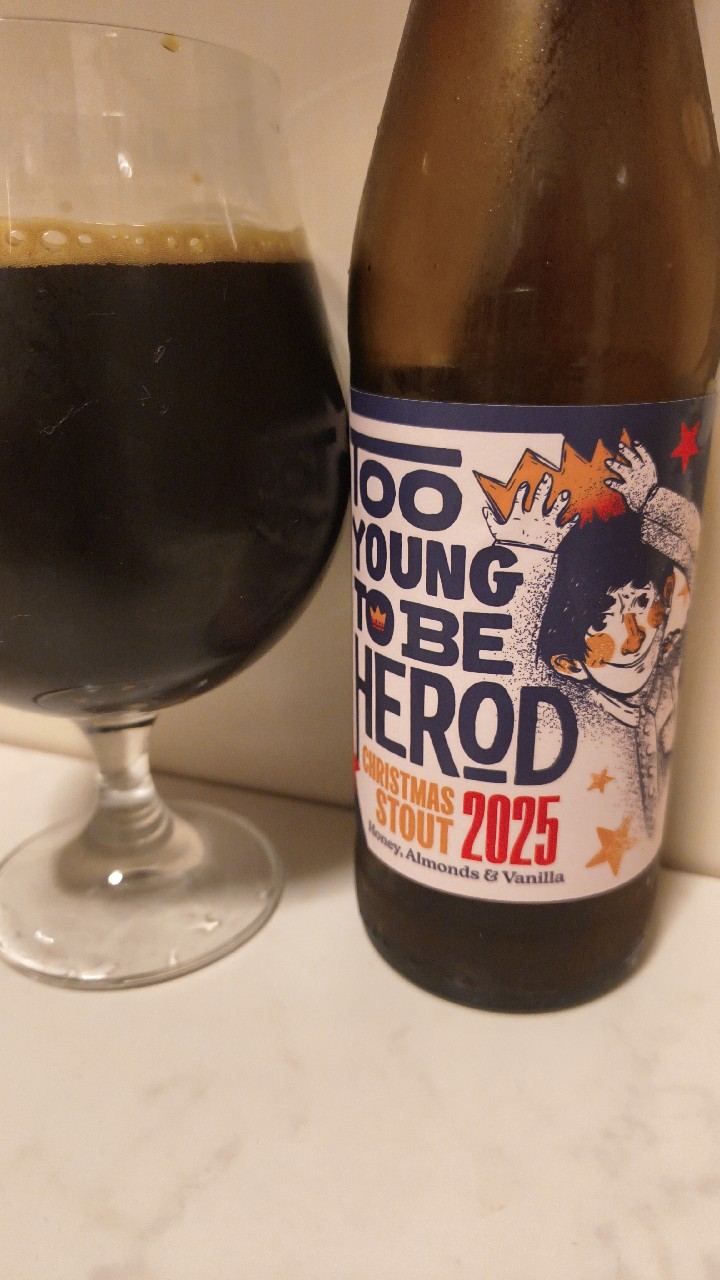 TOO
YOUNG
TO BE
HEROD
CHRISTMAS
STOUT 2025
Honey, Almonds & Vanilla